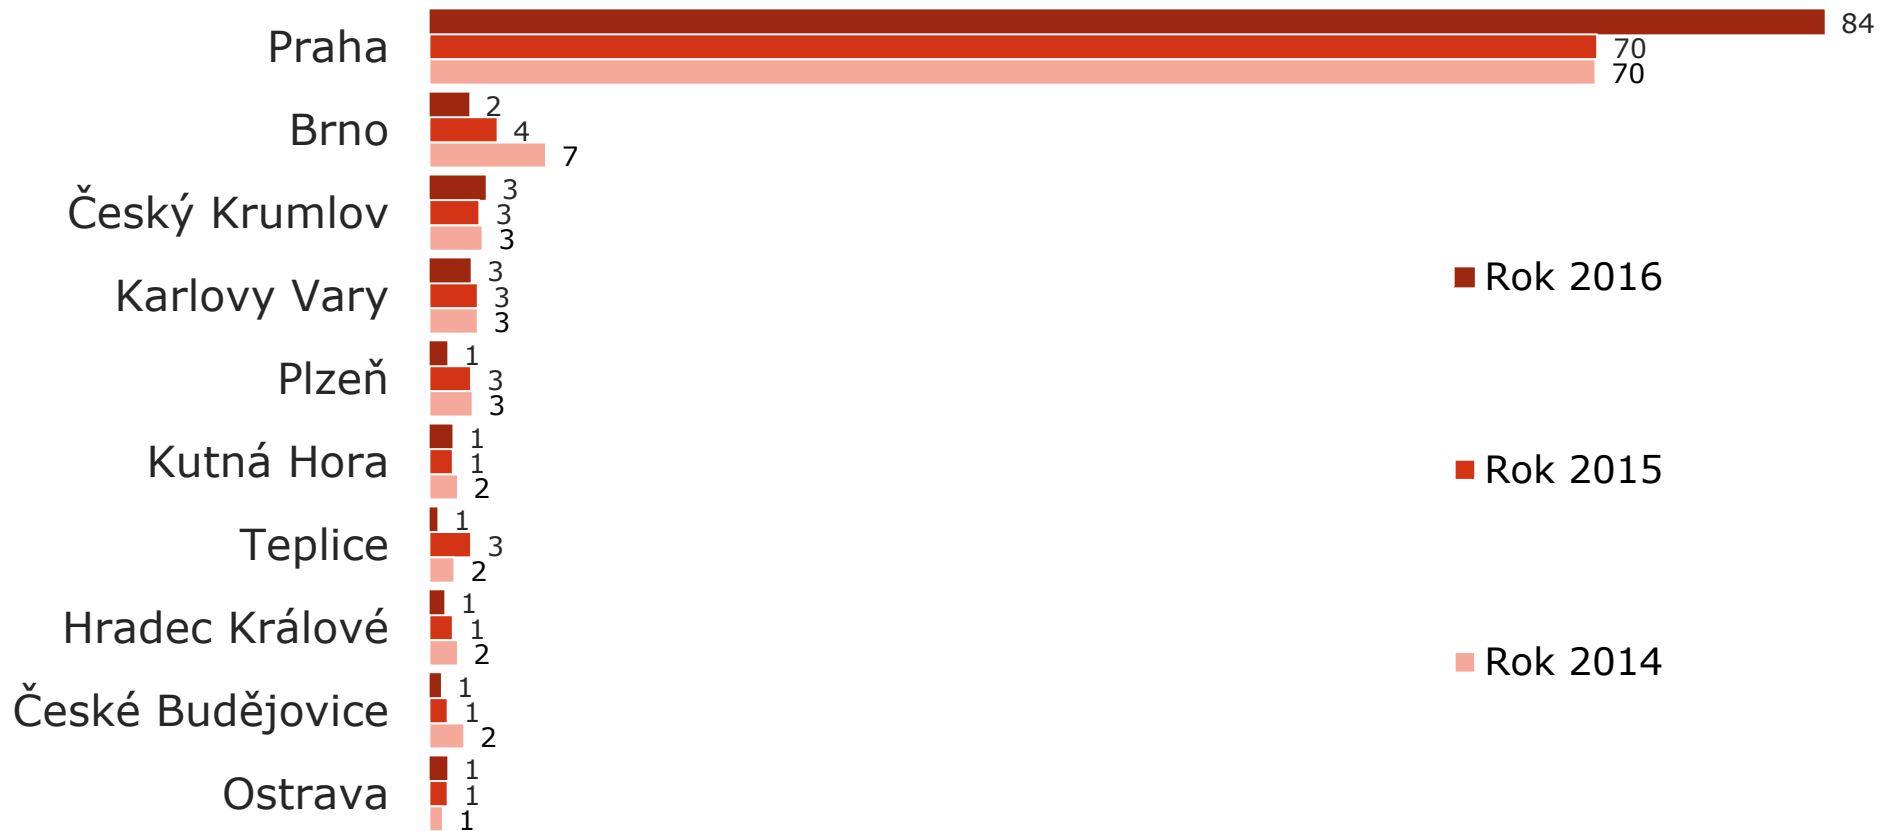 Praha
84
70
70
Brno
2
4
7
Český Krumlov
3
3
3
Karlovy Vary
3
3
3
Plzeň
1
3
3
Kutná Hora
1
1
2
Teplice
1
3
2
Hradec Králové
1
1
2
České Budějovice
1
1
2
Ostrava
1
1
1
Rok 2016
Rok 2015
Rok 2014